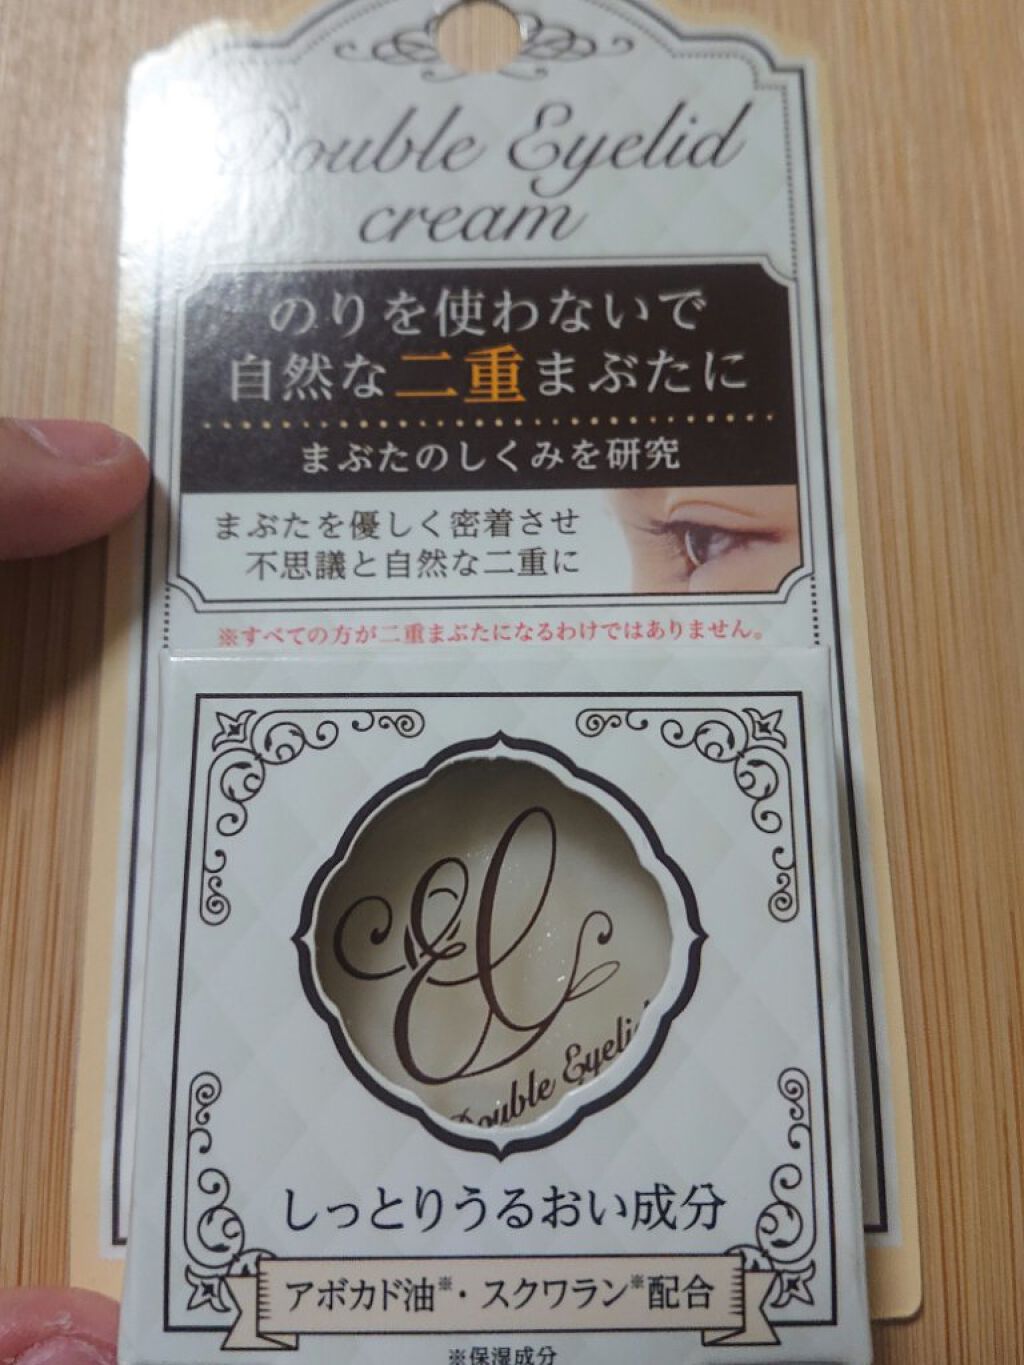 Double Eyelid
cream
のりを使わないで
自然な二重まぶたに
まぶたのしくみを研究
まぶたを優しく密着させ
不思議と自然な二重に
※すべての方が二重まぶたになるわけではありません。
El
Double Eyelid
しっとりうるおい成分
アボカド油※・スクワラン※配合
※保湿成分